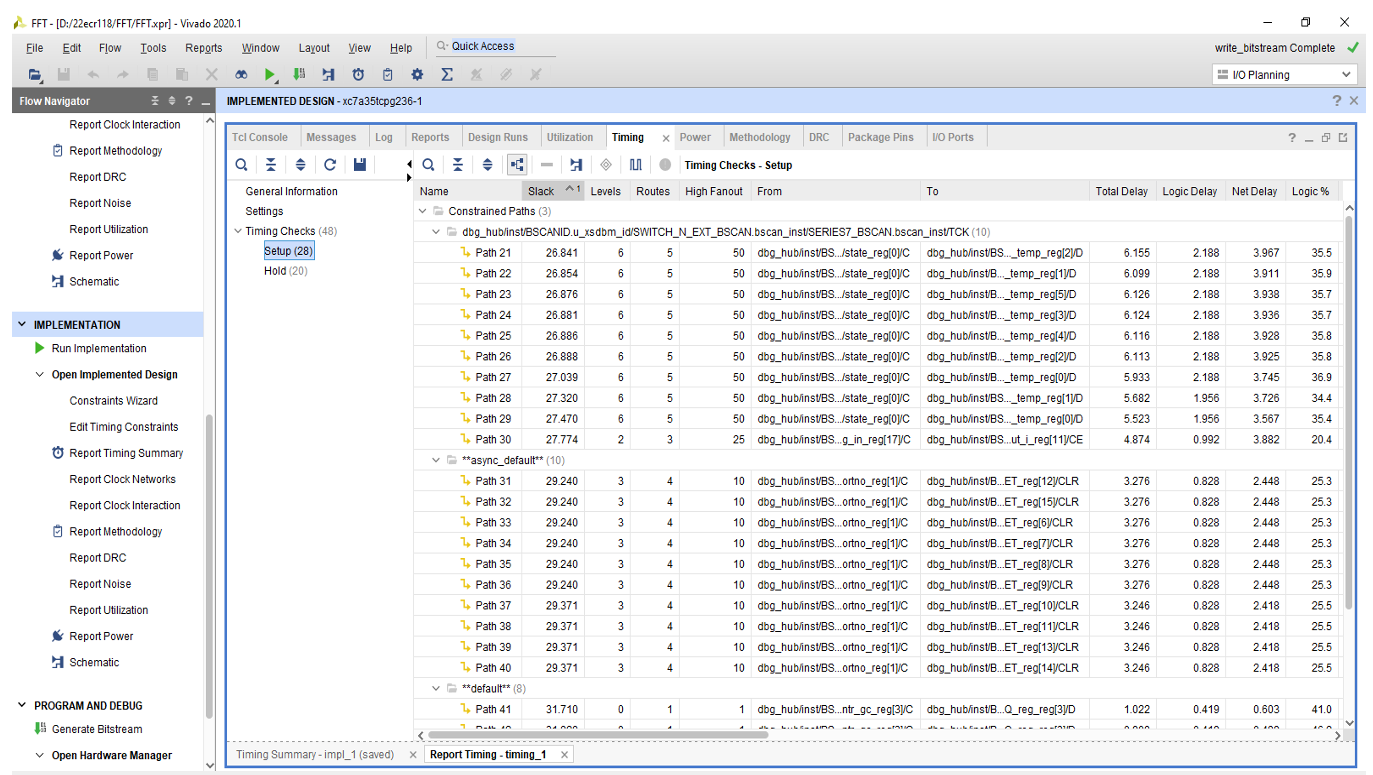 FFT - [D:/22ecr118/FFT/FFT.xpr] - Vivado 2020.1
File Edit Flow Tools Reports Window Layout View Help Quick Access write_bitstream Complete
I/O Planning
Flow Navigator
Report Clock Interaction
Report Methodology
Report DRC
Report Noise
Report Utilization
Report Power
Schematic
IMPLEMENTATION
Run Implementation
Open Implemented Design
Constraints Wizard
Edit Timing Constraints
Report Timing Summary
Report Clock Networks
Report Clock Interaction
Report Methodology
Report DRC
Report Noise
Report Utilization
Report Power
Schematic
PROGRAM AND DEBUG
Generate Bitstream
Open Hardware Manager
IMPLEMENTED DESIGN - xc7a35tcpg236-1
Tcl Console Messages Log Reports Design Runs Utilization Timing Power Methodology DRC Package Pins I/O Ports
General Information
Settings
Timing Checks (48)
Setup (28)
Hold (20)
Timing Checks - Setup
Name Slack 1 Levels Routes High Fanout From To Total Delay Logic Delay Net Delay Logic %
Constrained Paths (3)
dbg_hub/inst/BSCANID.u_xsdbm_id/SWITCH_N_EXT_BSCAN.bscan_inst/SERIES7_BSCAN.bscan_inst/TCK (10)
Path 21 26.841 6 5 50 dbg_hub/inst/BS.../state_reg[0]/C dbg_hub/inst/BS..._temp_reg[2]/D 6.155 2.188 3.967 35.5
Path 22 26.854 6 5 50 dbg_hub/inst/BS.../state_reg[0]/C dbg_hub/inst/B..._temp_reg[1]/D 6.099 2.188 3.911 35.9
Path 23 26.876 6 5 50 dbg_hub/inst/BS.../state_reg[0]/C dbg_hub/inst/B..._temp_reg[5]/D 6.126 2.188 3.938 35.7
Path 24 26.881 6 5 50 dbg_hub/inst/BS.../state_reg[0]/C dbg_hub/inst/B..._temp_reg[3]/D 6.124 2.188 3.936 35.7
Path 25 26.886 6 5 50 dbg_hub/inst/BS.../state_reg[0]/C dbg_hub/inst/B..._temp_reg[4]/D 6.116 2.188 3.928 35.8
Path 26 26.888 6 5 50 dbg_hub/inst/BS.../state_reg[0]/C dbg_hub/inst/B..._temp_reg[2]/D 6.113 2.188 3.925 35.8
Path 27 27.039 6 5 50 dbg_hub/inst/BS.../state_reg[0]/C dbg_hub/inst/B..._temp_reg[0]/D 5.933 2.188 3.745 36.9
Path 28 27.320 6 5 50 dbg_hub/inst/BS.../state_reg[0]/C dbg_hub/inst/BS..._temp_reg[1]/D 5.682 1.956 3.726 34.4
Path 29 27.470 6 5 50 dbg_hub/inst/BS.../state_reg[0]/C dbg_hub/inst/BS..._temp_reg[0]/D 5.523 1.956 3.567 35.4
Path 30 27.774 2 3 25 dbg_hub/inst/BS...g_in_reg[17]/C dbg_hub/inst/BS...ut_i_reg[11]/CE 4.874 0.992 3.882 20.4
**async_default** (10)
Path 31 29.240 3 4 10 dbg_hub/inst/BS...ortno_reg[1]/C dbg_hub/inst/B...ET_reg[12]/CLR 3.276 0.828 2.448 25.3
Path 32 29.240 3 4 10 dbg_hub/inst/BS...ortno_reg[1]/C dbg_hub/inst/B...ET_reg[15]/CLR 3.276 0.828 2.448 25.3
Path 33 29.240 3 4 10 dbg_hub/inst/BS...ortno_reg[1]/C dbg_hub/inst/B...ET_reg[6]/CLR 3.276 0.828 2.448 25.3
Path 34 29.240 3 4 10 dbg_hub/inst/BS...ortno_reg[1]/C dbg_hub/inst/B...ET_reg[7]/CLR 3.276 0.828 2.448 25.3
Path 35 29.240 3 4 10 dbg_hub/inst/BS...ortno_reg[1]/C dbg_hub/inst/B...ET_reg[8]/CLR 3.276 0.828 2.448 25.3
Path 36 29.240 3 4 10 dbg_hub/inst/BS...ortno_reg[1]/C dbg_hub/inst/B...ET_reg[9]/CLR 3.276 0.828 2.448 25.3
Path 37 29.371 3 4 10 dbg_hub/inst/BS...ortno_reg[1]/C dbg_hub/inst/B...ET_reg[10]/CLR 3.246 0.828 2.418 25.5
Path 38 29.371 3 4 10 dbg_hub/inst/BS...ortno_reg[1]/C dbg_hub/inst/B...ET_reg[11]/CLR 3.246 0.828 2.418 25.5
Path 39 29.371 3 4 10 dbg_hub/inst/BS...ortno_reg[1]/C dbg_hub/inst/B...ET_reg[13]/CLR 3.246 0.828 2.418 25.5
Path 40 29.371 3 4 10 dbg_hub/inst/BS...ortno_reg[1]/C dbg_hub/inst/B...ET_reg[14]/CLR 3.246 0.828 2.418 25.5
**default** (8)
Path 41 31.710 0 1 1 dbg_hub/inst/BS...ntr_gc_reg[3]/C dbg_hub/inst/B...Q_reg_reg[3]/D 1.022 0.419 0.603 41.0
Timing Summary - impl_1 (saved) Report Timing - timing_1